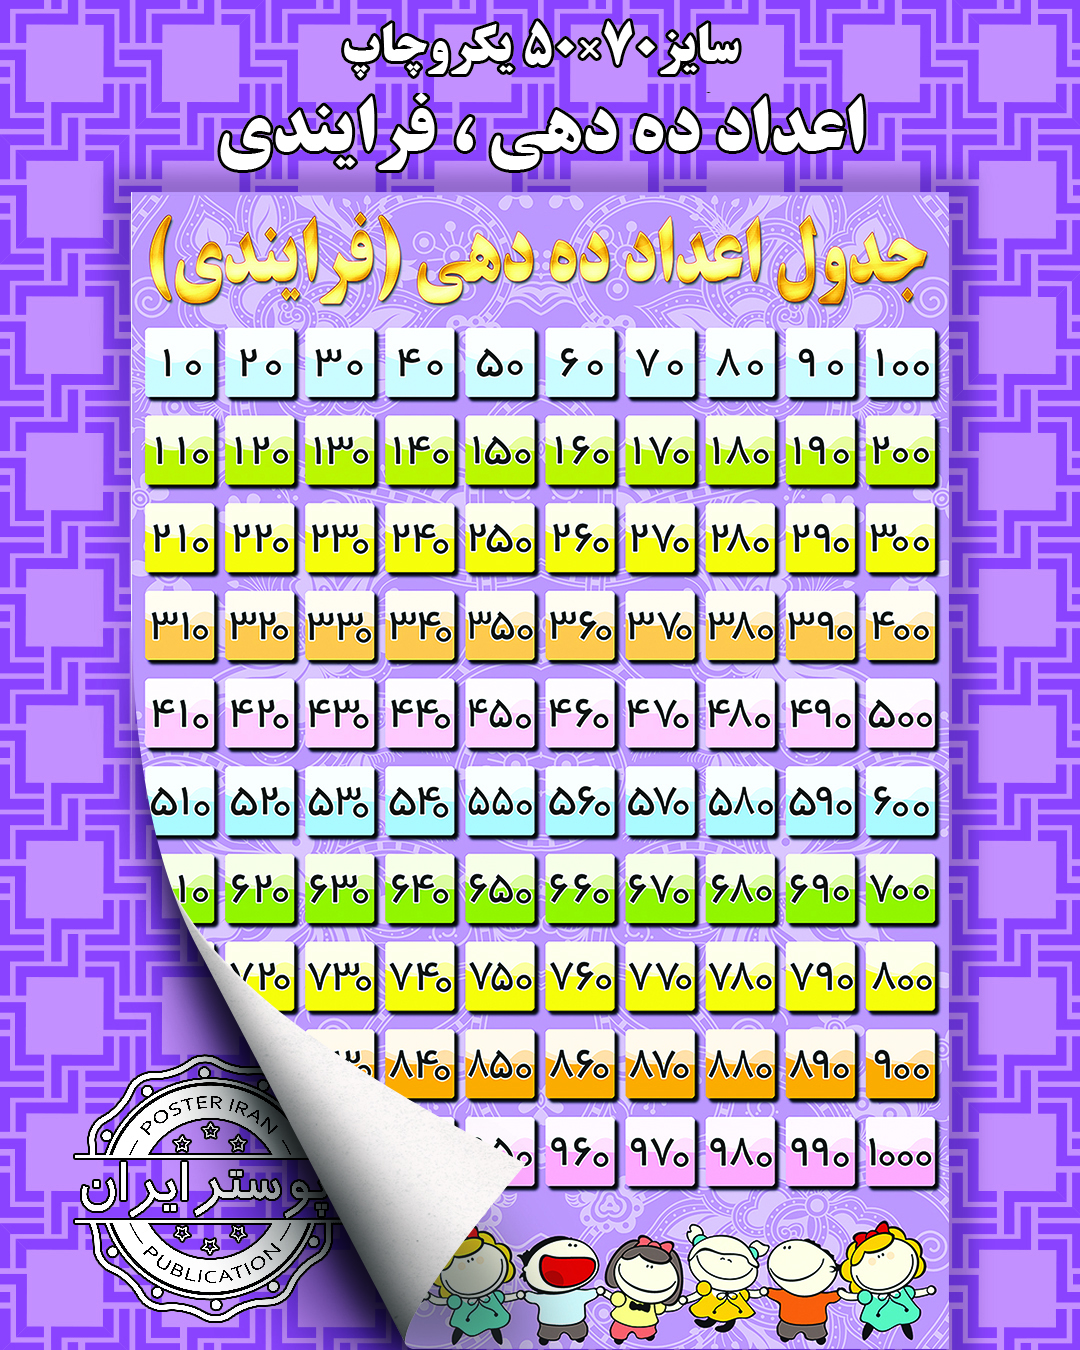 سایز۷۰×۵۰ یکروچاپ
اعداد ده دهی ، فرایندی
جدول اعداد ده دهی (فرایندی)
۱۰ ۲۰ ۳۰ ۴۰ ۵۰ ۶۰ ۷۰ ۸۰ ۹۰ ۱۰۰
۱۱۰ ۱۲۰ ۱۳۰ ۱۴۰ ۱۵۰ ۱۶۰ ۱۷۰ ۱۸۰ ۱۹۰ ۲۰۰
۲۱۰ ۲۲۰ ۲۳۰ ۲۴۰ ۲۵۰ ۲۶۰ ۲۷۰ ۲۸۰ ۲۹۰ ۳۰۰
۳۱۰ ۳۲۰ ۳۳۰ ۳۴۰ ۳۵۰ ۳۶۰ ۳۷۰ ۳۸۰ ۳۹۰ ۴۰۰
۴۱۰ ۴۲۰ ۴۳۰ ۴۴۰ ۴۵۰ ۴۶۰ ۴۷۰ ۴۸۰ ۴۹۰ ۵۰۰
۵۱۰ ۵۲۰ ۵۳۰ ۵۴۰ ۵۵۰ ۵۶۰ ۵۷۰ ۵۸۰ ۵۹۰ ۶۰۰
۱۰ ۶۲۰ ۶۳۰ ۶۴۰ ۶۵۰ ۶۶۰ ۶۷۰ ۶۸۰ ۶۹۰ ۷۰۰
۷۲۰ ۷۳۰ ۷۴۰ ۷۵۰ ۷۶۰ ۷۷۰ ۷۸۰ ۷۹۰ ۸۰۰
۸۴۰ ۸۵۰ ۸۶۰ ۸۷۰ ۸۸۰ ۸۹۰ ۹۰۰
۹۶۰ ۹۷۰ ۹۸۰ ۹۹۰ ۱۰۰۰
POSTER IRAN
پوستر ایران
PUBLICATION